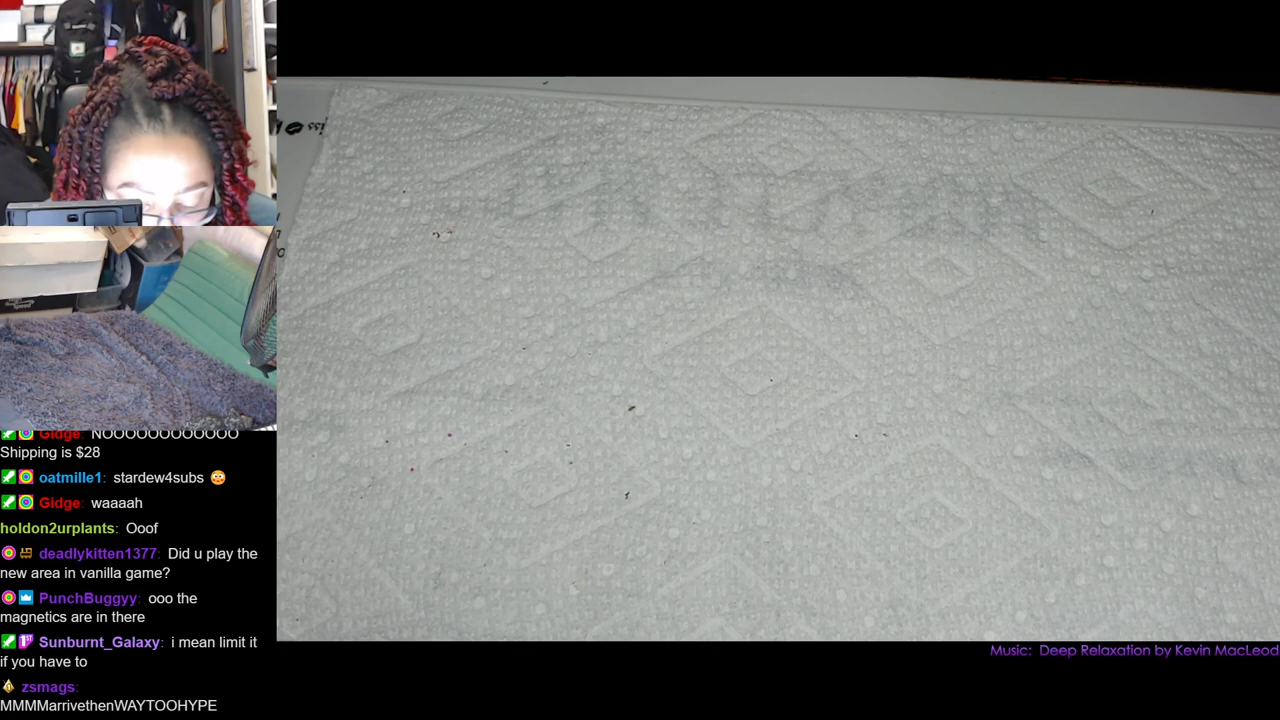 Gidge: NOOOOOOOOOOOO
Shipping is $28
oatmille1: stardew4subs
Gidge: waaaah
holdon2urplants: Ooof
deadlykitten1377: Did u play the
new area in vanilla game?
PunchBuggyy: ooo the
magnetics are in there
Sunburnt_Galaxy: i mean limit it
if you have to
zsmags:
MMMMarrivethenWAYTOOHYPE
Music: Deep Relaxation by Kevin MacLeod